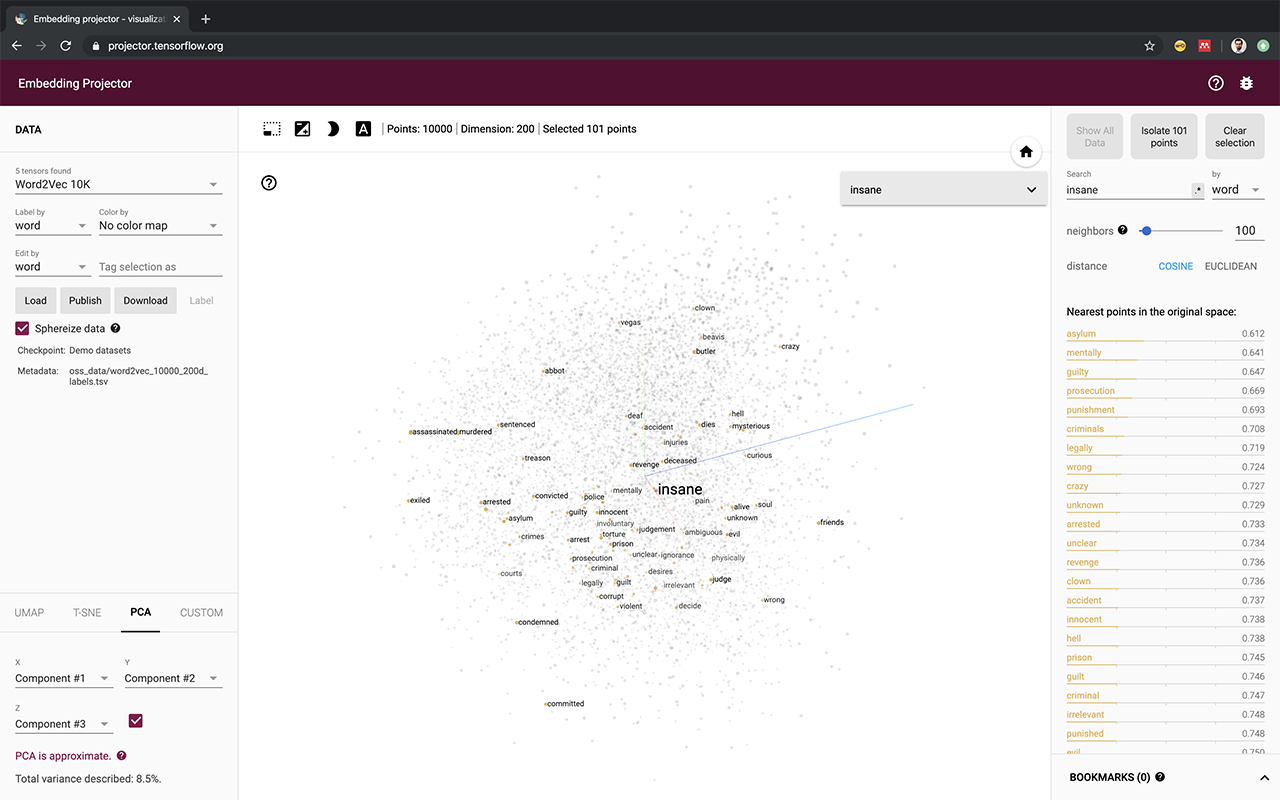 Embedding projector - visualizat
projector.tensorflow.org
Embedding Projector
DATA
5 tensors found
Word2Vec 10K
Label by
Color by
word
No color map
Edit by
word
Tag selection as
Load
Publish
Download
Label
Sphereize data
Checkpoint: Demo datasets
Metadata: oss_data/word2vec_10000_200d_
labels.tsv
UMAP
T-SNE
PCA
CUSTOM
X
Y
Component #1
Component #2
Z
Component #3
PCA is approximate.
Total variance described: 8.5%.
A
Points: 10000
Dimension: 200
Selected 101 points
insane
clown
vegas
beavis
butler
crazy
abbot
deaf
hell
sentenced
accident
dies
mysterious
assassinated
murdered
injuries
treason
revenge
deceased
curious
mentally
insane
exiled
arrested
convicted
police
pain
alive
soul
asylum
guilty
innocent
unknown
involuntary
friends
crimes
torture
judgement
ambiguous
evil
arrest
prison
prosecution
unclear
ignorance
physically
criminal
courts
desires
legally
guilt
irrelevant
judge
corrupt
violent
decide
wrong
condemned
committed
Show All
Data
Isolate 101
points
Clear
selection
Search
by
insane
.*
word
neighbors
100
distance
COSINE
EUCLIDEAN
Nearest points in the original space:
asylum 0.612
mentally 0.641
guilty 0.647
prosecution 0.669
punishment 0.693
criminals 0.708
legally 0.719
wrong 0.724
crazy 0.727
unknown 0.729
arrested 0.733
unclear 0.734
revenge 0.736
clown 0.736
accident 0.737
innocent 0.738
hell 0.738
prison 0.745
guilt 0.746
criminal 0.747
irrelevant 0.748
punished 0.748
evil 0.750
BOOKMARKS (0)